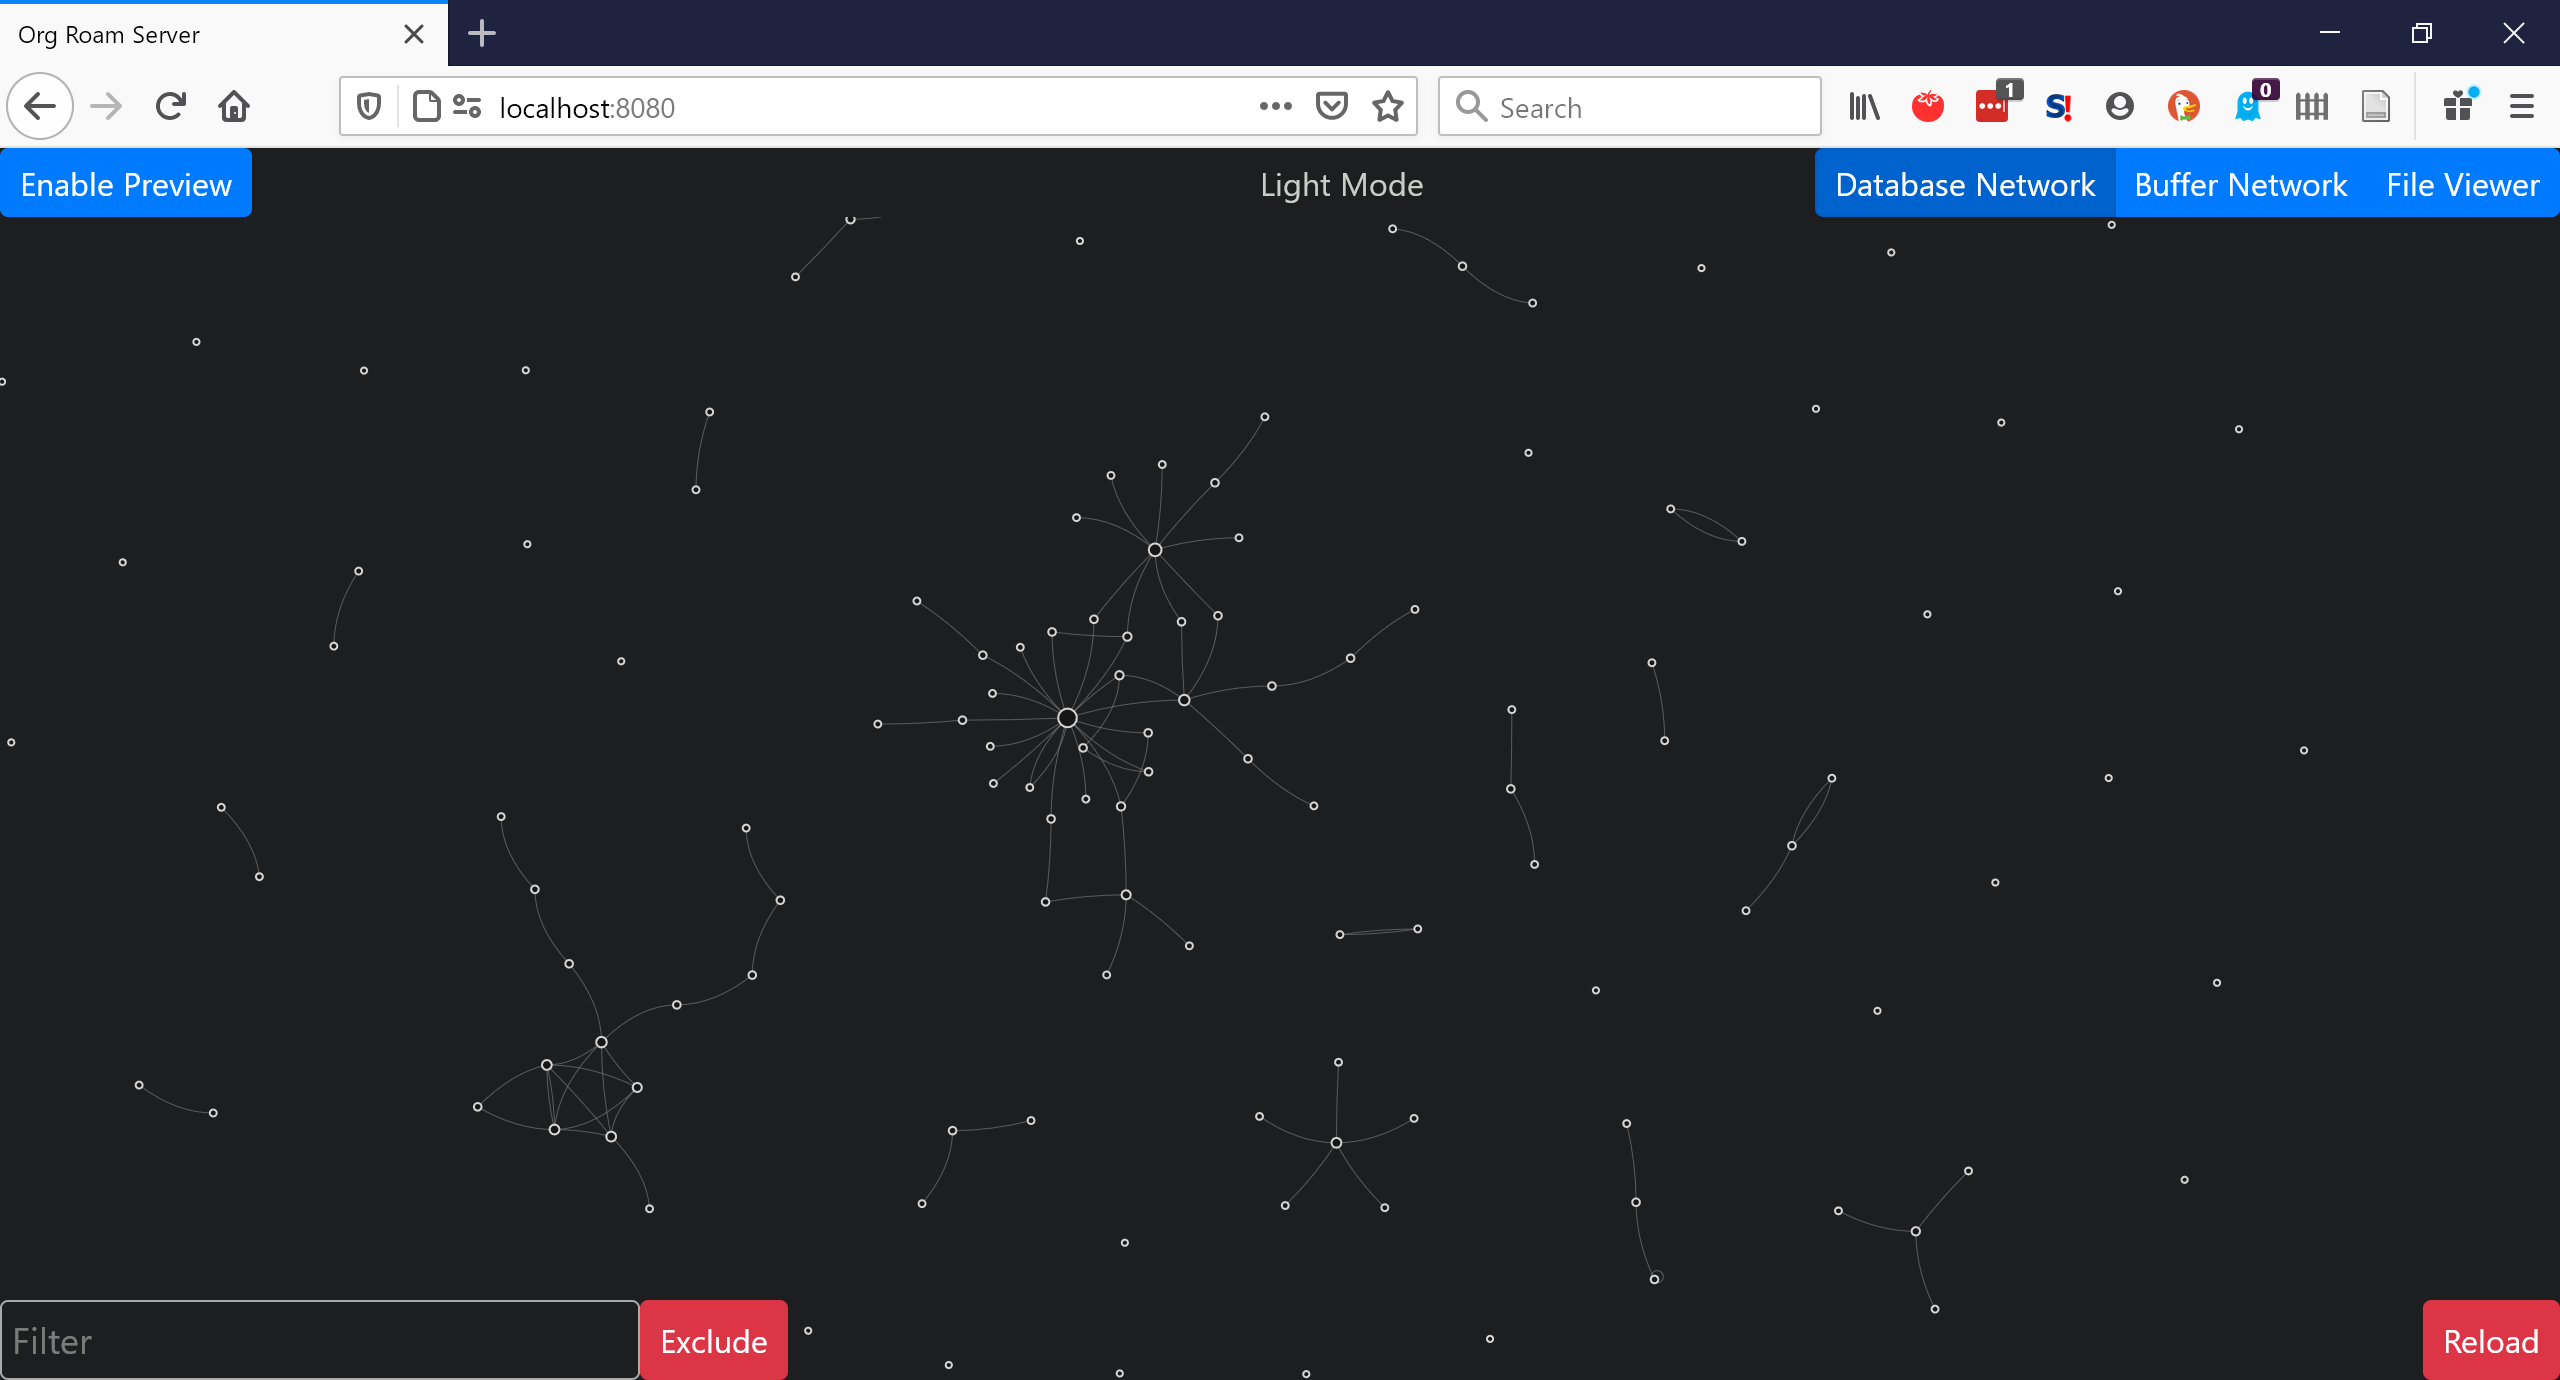 Org Roam Server
localhost:8080
Search
1
S!
0
Enable Preview
Light Mode
Database Network
Buffer Network
File Viewer
Filter
Exclude
Reload